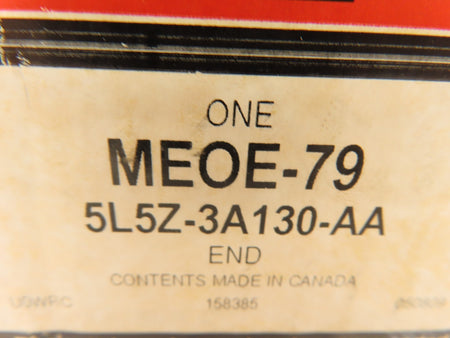 ONE
MEOE-79
5L5Z-3A130-AA
END
CONTENTS MADE IN CANADA
158385